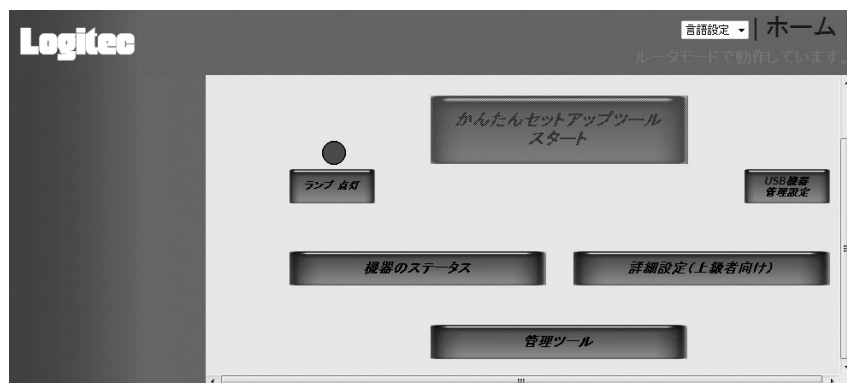 Logitec
言語設定
| ホーム
ルータモードで動作しています。
かんたんセットアップツール
スタート
ランプ 点灯
USB機器
管理設定
機器のステータス
詳細設定(上級者向け)
管理ツール